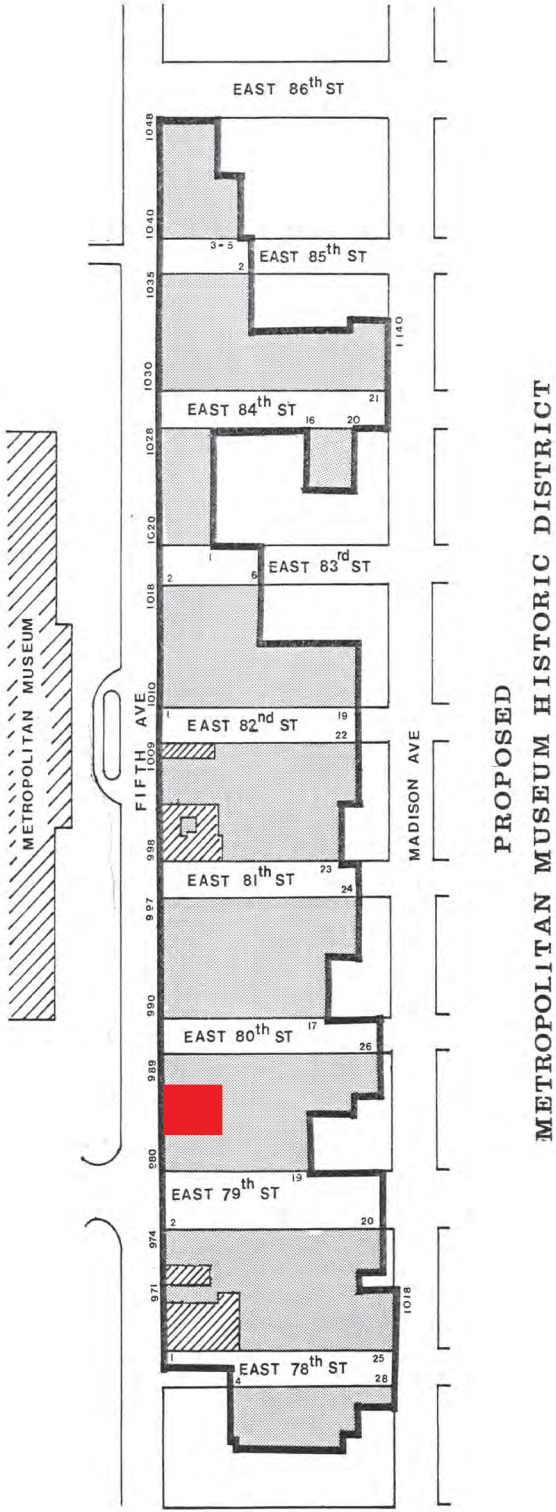 EAST 86th ST
1048
1040
3-5
EAST 85th ST
2
1035
1140
1030
21
EAST 84th ST
16
20
1028
1020
1
EAST 83rd ST
2
6
1018
1010
1
EAST 82nd ST
19
22
1009
998
23
EAST 81th ST
24
997
990
17
EAST 80th ST
26
989
980
19
EAST 79th ST
2
20
974
971
1018
1
EAST 78th ST
25
4
28
FIFTH AVE
MADISON AVE
METROPOLITAN MUSEUM
PROPOSED
METROPOLITAN MUSEUM HISTORIC DISTRICT